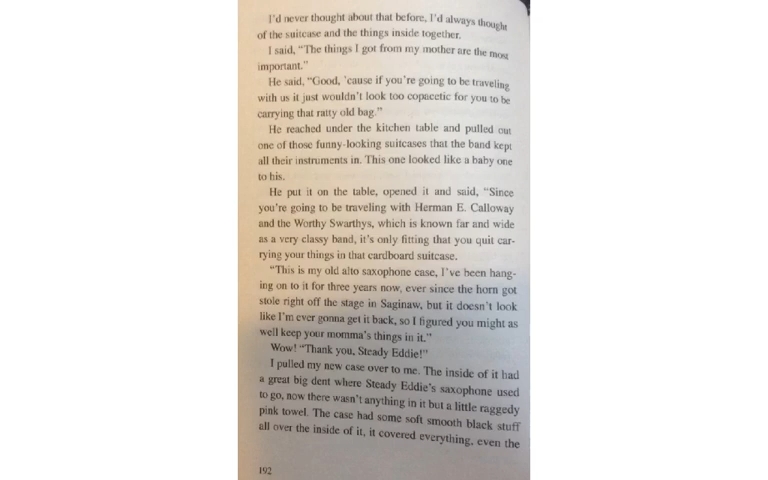 I'd never thought about that before, I'd always thought
of the suitcase and the things inside together.
I said, "The things I got from my mother are the most
important."
He said, "Good, 'cause if you're going to be traveling
with us it just wouldn't look too copacetic for you to be
carrying that ratty old bag."
He reached under the kitchen table and pulled out
one of those funny-looking suitcases that the band kept
all their instruments in. This one looked like a baby one
to his.
He put it on the table, opened it and said, "Since
you're going to be traveling with Herman E. Calloway
and the Worthy Swarthys, which is known far and wide
as a very classy band, it's only fitting that you quit car-
rying your things in that cardboard suitcase.
"This is my old alto saxophone case, I've been hang-
ing on to it for three years now, ever since the horn got
stole right off the stage in Saginaw, but it doesn't look
like I'm ever gonna get it back, so I figured you might as
well keep your momma's things in it."
Wow! "Thank you, Steady Eddie!"
I pulled my new case over to me. The inside of it had
a great big dent where Steady Eddie's saxophone used
to go, now there wasn't anything in it but a little raggedy
pink towel. The case had some soft smooth black stuff
all over the inside of it, it covered everything, even the
192